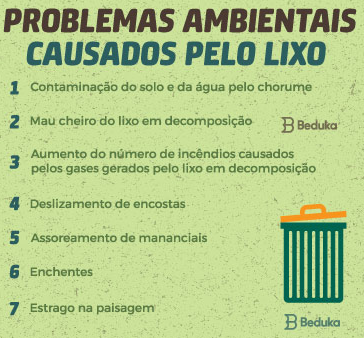 PROBLEMAS AMBIENTAIS
CAUSADOS PELO LIXO
1 Contaminação do solo e da água pelo chorume
2 Mau cheiro do lixo em decomposição
Beduka
3 Aumento do número de incêndios causados
pelos gases gerados pelo lixo em decomposição
4 Deslizamento de encostas
5 Assoreamento de mananciais
6 Enchentes
7 Estrago na paisagem
Beduka